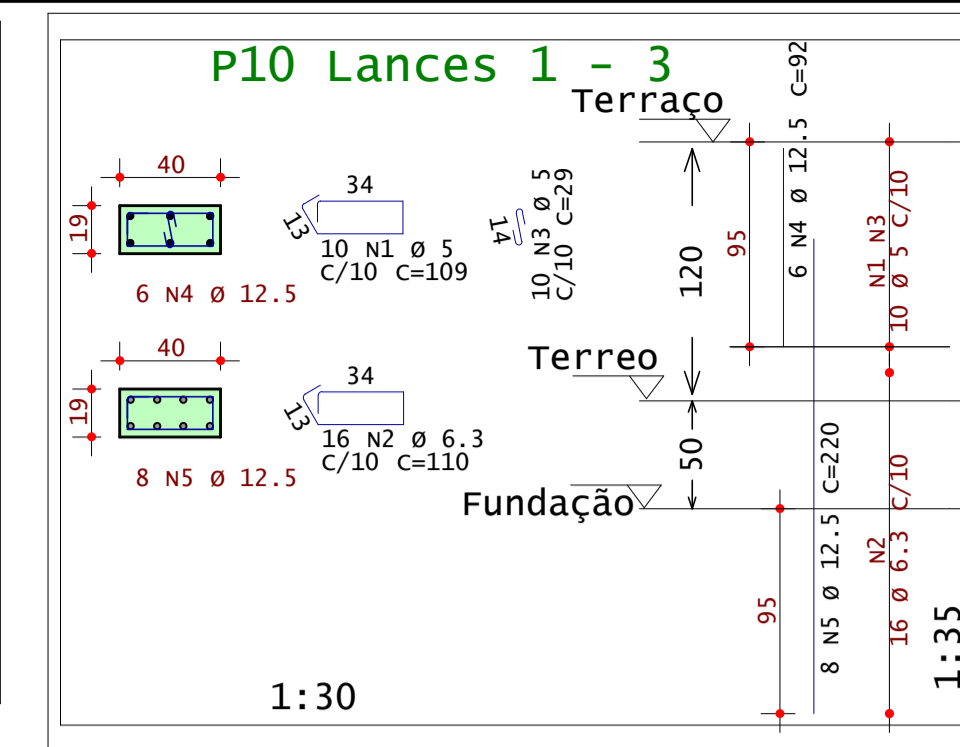 P10 Lances 1 - 3
Terraço
40
19
6 N4 Ø 12.5
34
13
10 N1 Ø 5
C/10 C=109
14
10 N3 Ø 5
C/10 C=29
120
95
6 N4 Ø 12.5 C=92
N1 N3
10 Ø 5 C/10
Terreo
40
19
8 N5 Ø 12.5
34
13
16 N2 Ø 6.3
C/10 C=110
50
Fundação
95
8 N5 Ø 12.5 C=220
N2
16 Ø 6.3 C/10
1:30
1:35